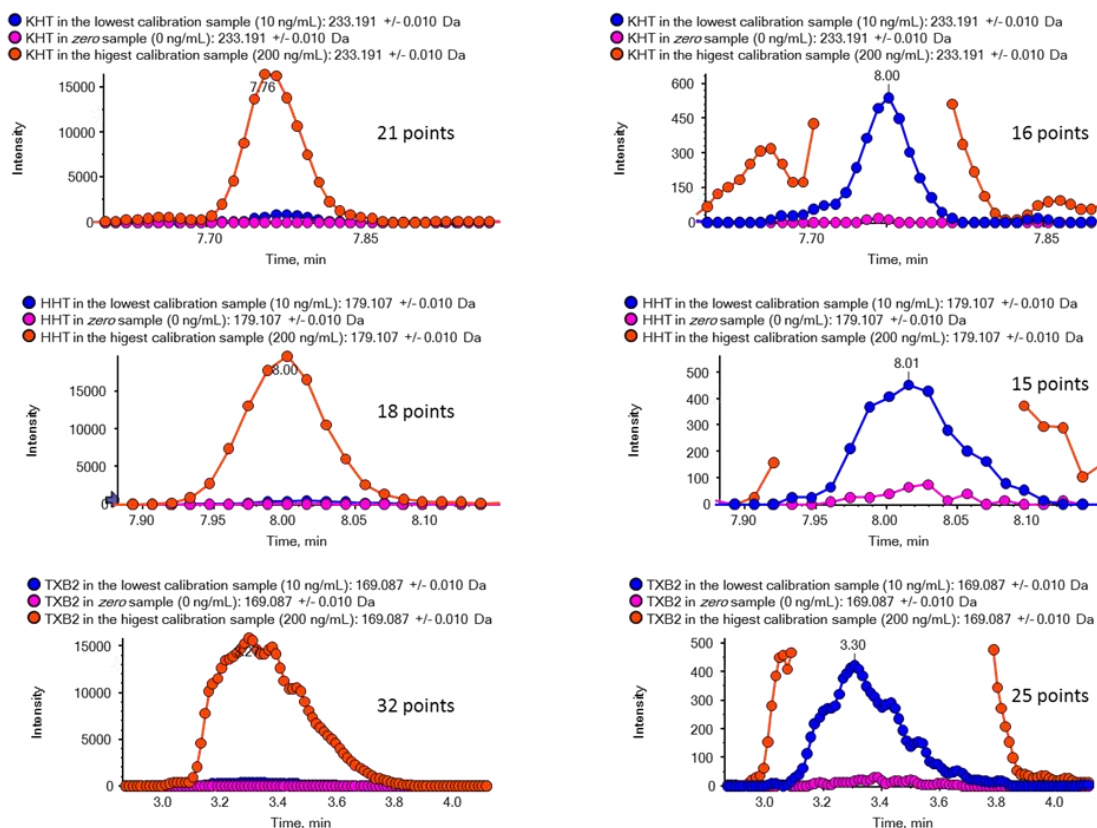 KHT in the lowest calibration sample (10 ng/mL): 233.191 +/- 0.010 Da
KHT in zero sample (0 ng/mL): 233.191 +/- 0.010 Da
KHT in the higest calibration sample (200 ng/mL): 233.191 +/- 0.010 Da
15000
10000
5000
0
Intensity
7.76
21 points
7.70
7.85
Time, min
KHT in the lowest calibration sample (10 ng/mL): 233.191 +/- 0.010 Da
KHT in zero sample (0 ng/mL): 233.191 +/- 0.010 Da
KHT in the higest calibration sample (200 ng/mL): 233.191 +/- 0.010 Da
600
450
300
150
0
Intensity
8.00
16 points
7.70
7.85
Time, min
HHT in the lowest calibration sample (10 ng/mL): 179.107 +/- 0.010 Da
HHT in zero sample (0 ng/mL): 179.107 +/- 0.010 Da
HHT in the higest calibration sample (200 ng/mL): 179.107 +/- 0.010 Da
15000
10000
5000
0
Intensity
8.00
18 points
7.90
7.95
8.00
8.05
8.10
Time, min
HHT in the lowest calibration sample (10 ng/mL): 179.107 +/- 0.010 Da
HHT in zero sample (0 ng/mL): 179.107 +/- 0.010 Da
HHT in the higest calibration sample (200 ng/mL): 179.107 +/- 0.010 Da
500
400
300
200
100
0
Intensity
8.01
15 points
7.90
7.95
8.00
8.05
8.10
Time, min
TXB2 in the lowest calibration sample (10 ng/mL): 169.087 +/- 0.010 Da
TXB2 in zero sample (0 ng/mL): 169.087 +/- 0.010 Da
TXB2 in the higest calibration sample (200 ng/mL): 169.087 +/- 0.010 Da
15000
10000
5000
0
Intensity
32 points
3.0
3.2
3.4
3.6
3.8
4.0
Time, min
TXB2 in the lowest calibration sample (10 ng/mL): 169.087 +/- 0.010 Da
TXB2 in zero sample (0 ng/mL): 169.087 +/- 0.010 Da
TXB2 in the higest calibration sample (200 ng/mL): 169.087 +/- 0.010 Da
500
400
300
200
100
0
Intensity
3.30
25 points
3.0
3.2
3.4
3.6
3.8
4.0
Time, min